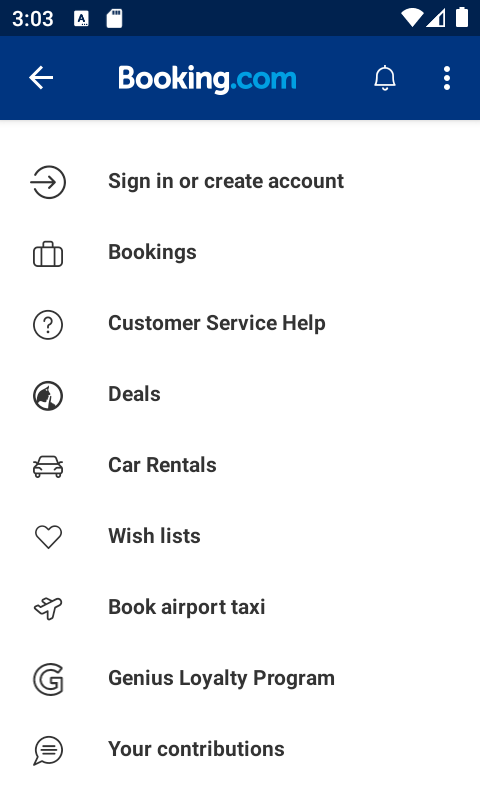 3:03
Booking.com
Sign in or create account
Bookings
Customer Service Help
Deals
Car Rentals
Wish lists
Book airport taxi
Genius Loyalty Program
Your contributions